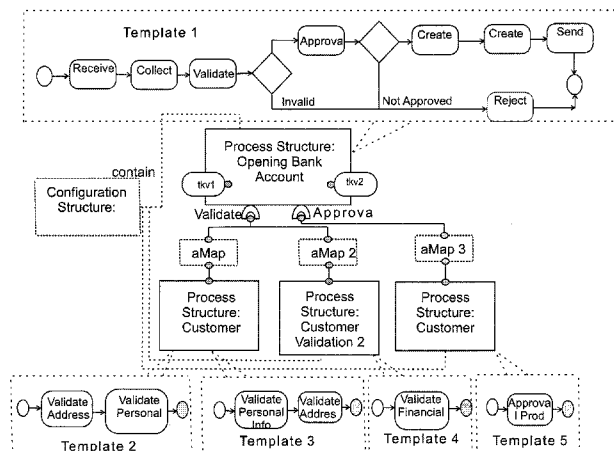 Template 1
Receive
Collect
Validate
Approva
Create
Create
Send
Invalid
Not Approved
Reject
contain
Configuration
Structure:
Process Structure:
Opening Bank
Account
tkv1
tkv2
Validate
Approva
aMap
aMap 2
aMap 3
Process
Structure:
Customer
Process
Structure:
Customer
Validation 2
Process
Structure:
Customer
Validate
Address
Validate
Personal
Template 2
Validate
Personal
Info
Validate
Addres
Template 3
Validate
Financial
Template 4
Approva
l Prod
Template 5